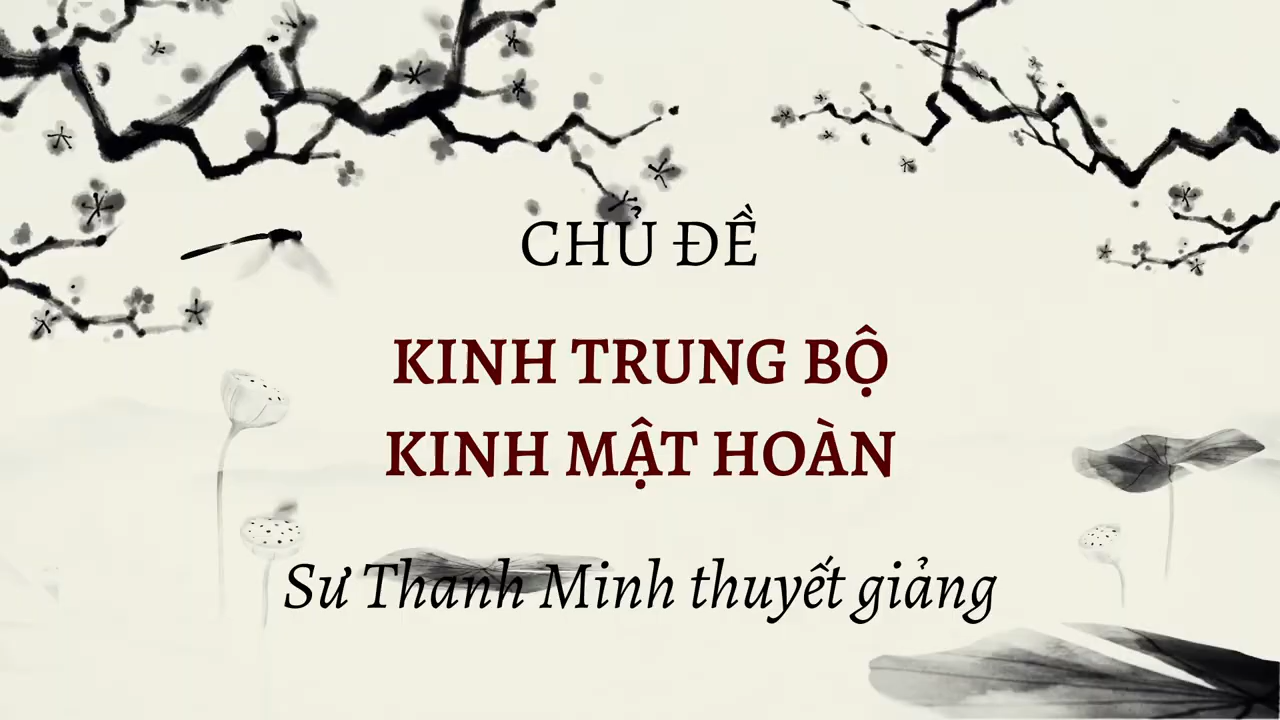 CHỦ ĐỀ
KINH TRUNG BỘ
KINH MẬT HOÀN
Sư Thanh Minh thuyết giảng